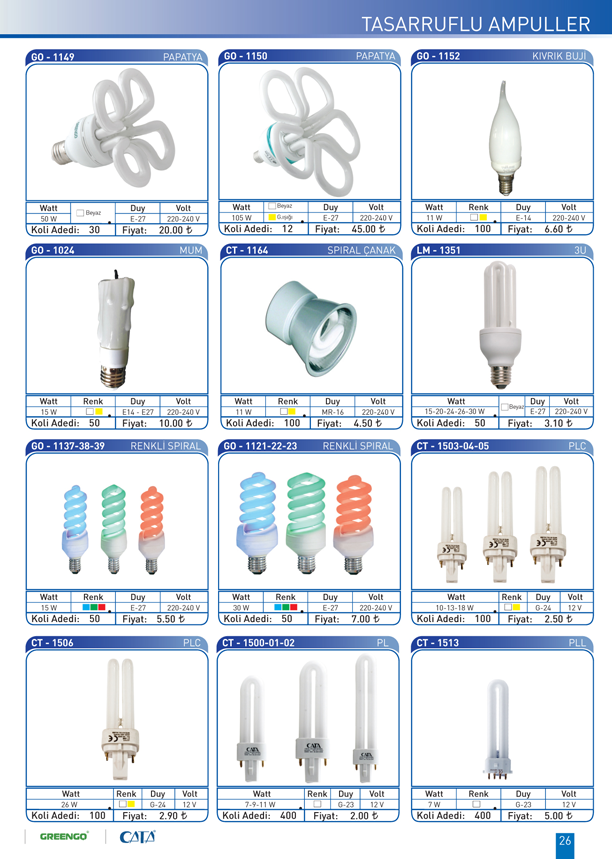 TASARRUFLU AMPULLER
GO - 1149 PAPATYA
Watt Beyaz Duy Volt
50 W E-27 220-240 V
Koli Adedi: 30 Fiyat: 20.00 ₺
GO - 1150 PAPATYA
Watt Beyaz Duy Volt
105 W G.ışığı E-27 220-240 V
Koli Adedi: 12 Fiyat: 45.00 ₺
GO - 1152 KIVRIK BUJİ
Watt Renk Duy Volt
11 W E-14 220-240 V
Koli Adedi: 100 Fiyat: 6.60 ₺
GO - 1024 MUM
Watt Renk Duy Volt
15 W E14 - E27 220-240 V
Koli Adedi: 50 Fiyat: 10.00 ₺
CT - 1164 SPİRAL ÇANAK
Watt Renk Duy Volt
11 W MR-16 220-240 V
Koli Adedi: 100 Fiyat: 4.50 ₺
LM - 1351 3U
Watt Beyaz Duy Volt
15-20-24-26-30 W E-27 220-240 V
Koli Adedi: 50 Fiyat: 3.10 ₺
GO - 1137-38-39 RENKLİ SPİRAL
Watt Renk Duy Volt
15 W E-27 220-240 V
Koli Adedi: 50 Fiyat: 5.50 ₺
GO - 1121-22-23 RENKLİ SPİRAL
Watt Renk Duy Volt
30 W E-27 220-240 V
Koli Adedi: 50 Fiyat: 7.00 ₺
CT - 1503-04-05 PLC
Watt Renk Duy Volt
10-13-18 W G-24 12 V
Koli Adedi: 100 Fiyat: 2.50 ₺
CT - 1506 PLC
Watt Renk Duy Volt
26 W G-24 12 V
Koli Adedi: 100 Fiyat: 2.90 ₺
CT - 1500-01-02 PL
CATA CATA CATA
Watt Renk Duy Volt
7-9-11 W G-23 12 V
Koli Adedi: 400 Fiyat: 2.00 ₺
CT - 1513 PLL
Watt Renk Duy Volt
7 W G-23 12 V
Koli Adedi: 400 Fiyat: 5.00 ₺
GREENGO CATA 26